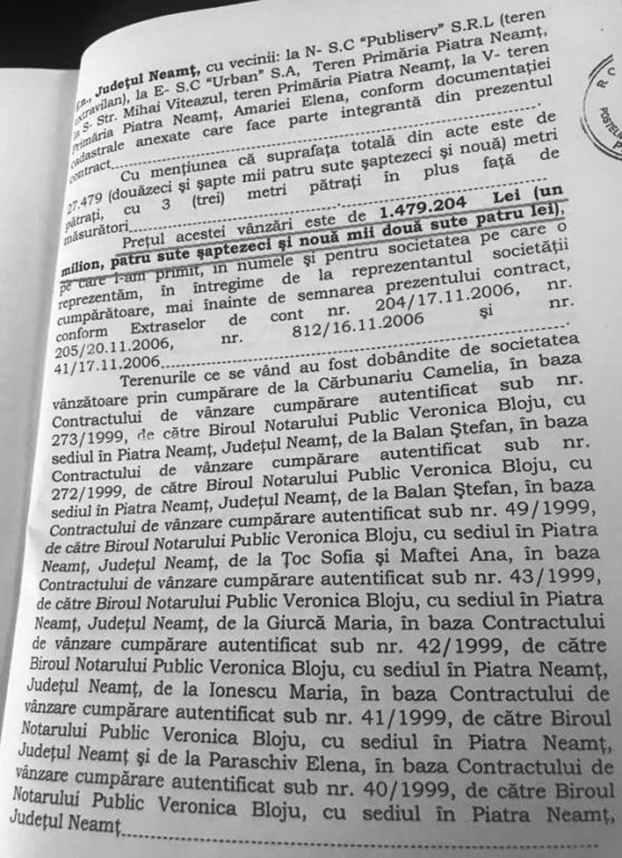 Județul Neamț, cu vecinii: la N- S.C "Publiserv" S.R.L (teren
extravilan), la E- S.C "Urban" S.A, Teren Primăria Piatra Neamț,
la S- Str. Mihai Viteazul, teren Primăria Piatra Neamț, la V- teren
Primăria Piatra Neamț, Amariei Elena, conform documentației
cadastrale anexate care face parte integrantă din prezentul
contract
Cu mențiunea că suprafața totală din acte este de
27.479 (douăzeci și șapte mii patru sute șaptezeci și nouă) metri
pătrați, cu 3 (trei) metri pătrați în plus față de
măsurători
Prețul acestei vânzări este de 1.479.204 Lei (un
milion, patru sute șaptezeci și nouă mii două sute patru lei),
pe care l-am primit, în numele și pentru societatea pe care o
reprezentăm, în întregime de la reprezentantul societății
cumpărătoare, mai înainte de semnarea prezentului contract,
conform Extraselor de cont nr. 204/17.11.2006, nr.
205/20.11.2006, nr. 812/16.11.2006 și nr.
41/17.11.2006
Terenurile ce se vând au fost dobândite de societatea
vânzătoare prin cumpărare de la Cărbunariu Camelia, în baza
Contractului de vânzare cumpărare autentificat sub nr.
273/1999, de către Biroul Notarului Public Veronica Bloju, cu
sediul în Piatra Neamț, Județul Neamț, de la Balan Ștefan, în baza
Contractului de vânzare cumpărare autentificat sub nr.
272/1999, de către Biroul Notarului Public Veronica Bloju, cu
sediul în Piatra Neamț, Județul Neamț, de la Balan Ștefan, în baza
Contractului de vânzare cumpărare autentificat sub nr. 49/1999,
de către Biroul Notarului Public Veronica Bloju, cu sediul în Piatra
Neamț, Județul Neamț, de la Țoc Sofia și Maftei Ana, în baza
Contractului de vânzare cumpărare autentificat sub nr. 43/1999,
de către Biroul Notarului Public Veronica Bloju, cu sediul în Piatra
Neamț, Județul Neamț, de la Giurcă Maria, în baza Contractului
de vânzare cumpărare autentificat sub nr. 42/1999, de către
Biroul Notarului Public Veronica Bloju, cu sediul în Piatra Neamț,
Județul Neamț, de la Ionescu Maria, în baza Contractului de
vânzare cumpărare autentificat sub nr. 41/1999, de către Biroul
Notarului Public Veronica Bloju, cu sediul în Piatra Neamț,
Județul Neamț și de la Paraschiv Elena, în baza Contractului de
vânzare cumpărare autentificat sub nr. 40/1999, de către Biroul
Notarului Public Veronica Bloju, cu sediul în Piatra Neamț,
Județul Neamț